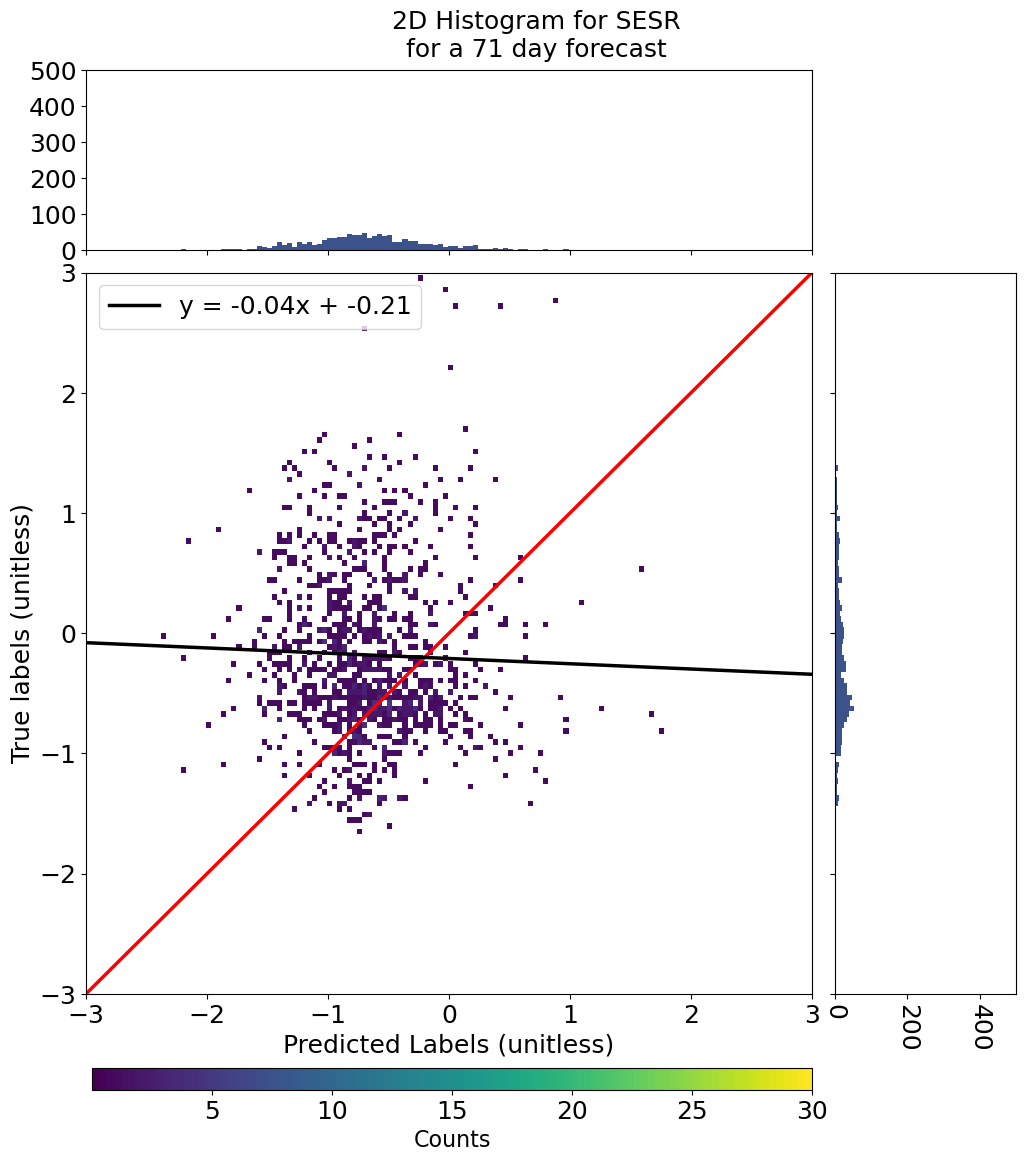 2D Histogram for SESR
for a 71 day forecast
500
400
300
200
100
0
3
2
1
0
−1
−2
−3
y = -0.04x + -0.21
True labels (unitless)
−3 −2 −1 0 1 2 3
Predicted Labels (unitless)
0 200 400
5 10 15 20 25 30
Counts